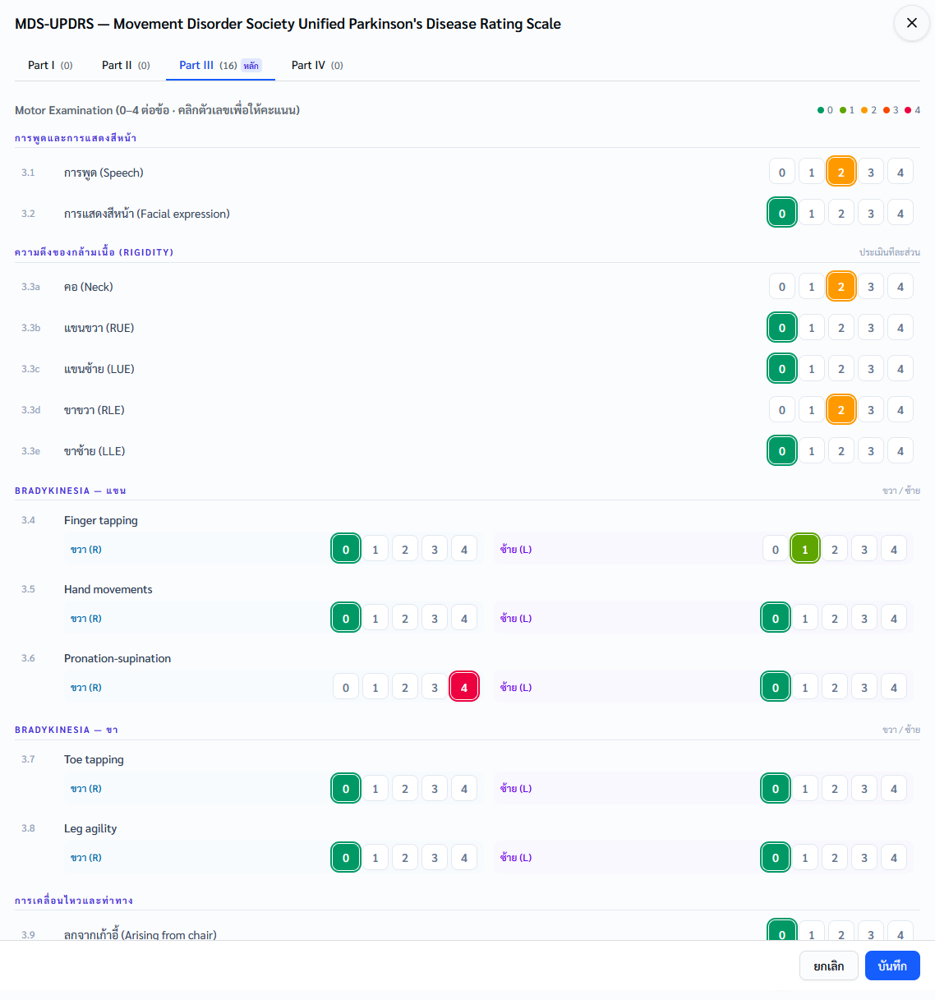 MDS-UPDRS — Movement Disorder Society Unified Parkinson's Disease Rating Scale
Part I (0) Part II (0) Part III (16) หลัก Part IV (0)
Motor Examination (0–4 ต่อข้อ · คลิกตัวเลขเพื่อให้คะแนน) 0 1 2 3 4
การพูดและการแสดงสีหน้า
3.1 การพูด (Speech) 0 1 2 3 4
3.2 การแสดงสีหน้า (Facial expression) 0 1 2 3 4
ความตึงของกล้ามเนื้อ (RIGIDITY) ประเมินทีละส่วน
3.3a คอ (Neck) 0 1 2 3 4
3.3b แขนขวา (RUE) 0 1 2 3 4
3.3c แขนซ้าย (LUE) 0 1 2 3 4
3.3d ขาขวา (RLE) 0 1 2 3 4
3.3e ขาซ้าย (LLE) 0 1 2 3 4
BRADYKINESIA — แขน ขวา / ซ้าย
3.4 Finger tapping
ขวา (R) 0 1 2 3 4 ซ้าย (L) 0 1 2 3 4
3.5 Hand movements
ขวา (R) 0 1 2 3 4 ซ้าย (L) 0 1 2 3 4
3.6 Pronation-supination
ขวา (R) 0 1 2 3 4 ซ้าย (L) 0 1 2 3 4
BRADYKINESIA — ขา ขวา / ซ้าย
3.7 Toe tapping
ขวา (R) 0 1 2 3 4 ซ้าย (L) 0 1 2 3 4
3.8 Leg agility
ขวา (R) 0 1 2 3 4 ซ้าย (L) 0 1 2 3 4
การเคลื่อนไหวและท่าทาง
3.9 ลุกจากเก้าอี้ (Arising from chair) 0 1 2 3 4
ยกเลิก บันทึก